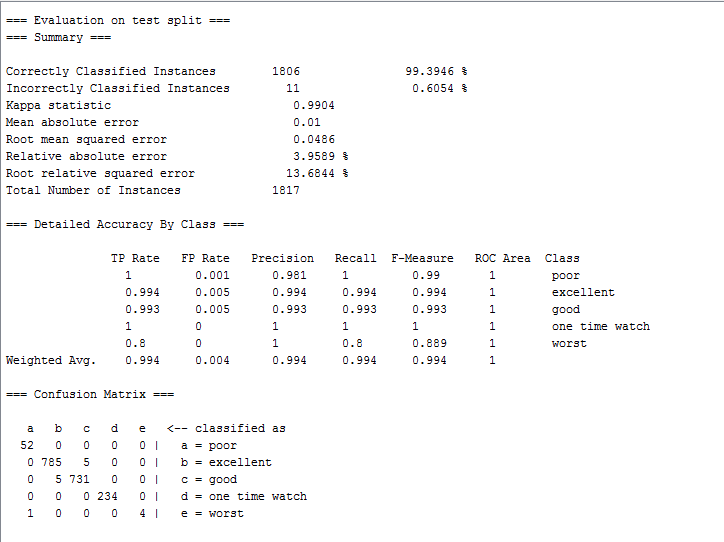 === Evaluation on test split ===
=== Summary ===
Correctly Classified Instances 1806 99.3946 %
Incorrectly Classified Instances 11 0.6054 %
Kappa statistic 0.9904
Mean absolute error 0.01
Root mean squared error 0.0486
Relative absolute error 3.9589 %
Root relative squared error 13.6844 %
Total Number of Instances 1817
=== Detailed Accuracy By Class ===
TP Rate FP Rate Precision Recall F-Measure ROC Area Class
1 0.001 0.981 1 0.99 1 poor
0.994 0.005 0.994 0.994 0.994 1 excellent
0.993 0.005 0.993 0.993 0.993 1 good
1 0 1 1 1 1 one time watch
0.8 0 1 0.8 0.889 1 worst
Weighted Avg. 0.994 0.004 0.994 0.994 0.994 1
=== Confusion Matrix ===
a b c d e <-- classified as
52 0 0 0 0 | a = poor
0 785 5 0 0 | b = excellent
0 5 731 0 0 | c = good
0 0 0 234 0 | d = one time watch
1 0 0 0 4 | e = worst